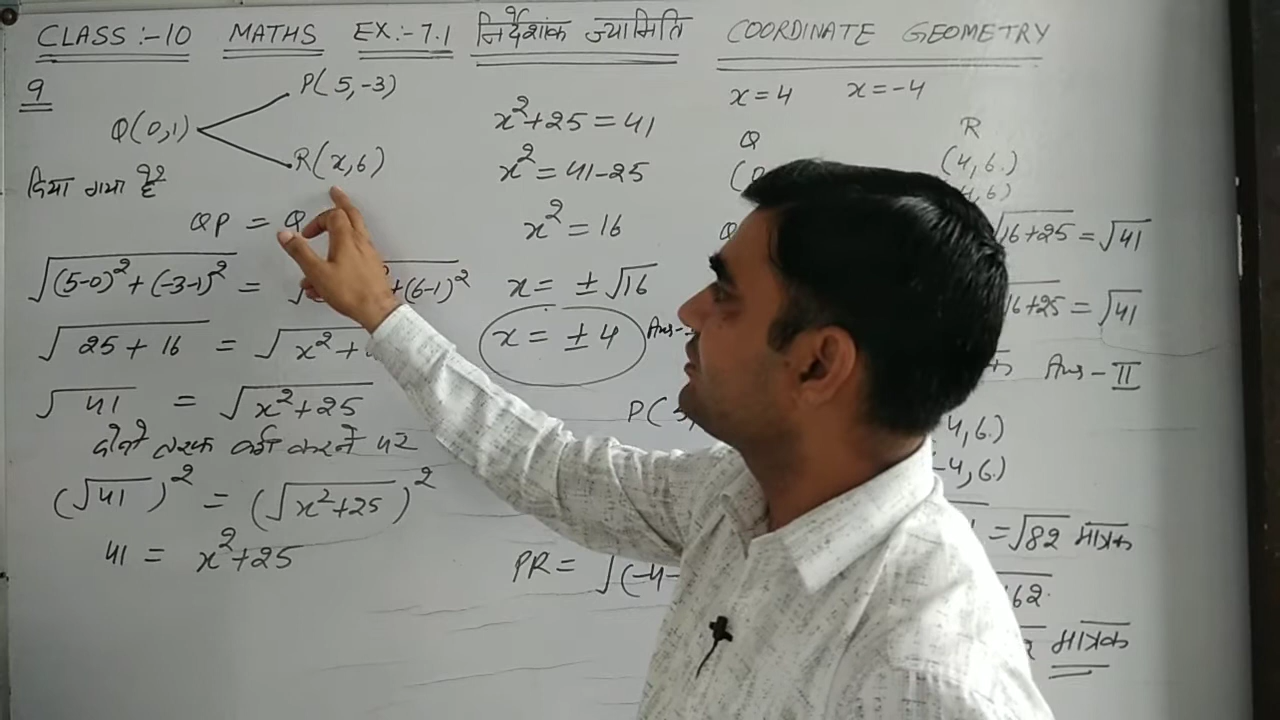 CLASS :- 10 MATHS EX :- 7.1 निर्देशांक ज्यामिति COORDINATE GEOMETRY
9
P(5,-3)
Q(0,1)
R(x,6)
दिया गया है
QP = Q
√(5-0)²+(-3-1)² = √ +(6-1)²
√25+16 = √x²+
√41 = √x²+25
दोनों तरफ वर्ग करने पर
(√41)² = (√x²+25)²
41 = x²+25
x²+25 = 41
x² = 41-25
x² = 16
x = ±√16
x = ±4 Ans-
x = 4 x = -4
Q R
(0 (4,6)
4,6)
Q √16+25 = √41
16+25 = √41
Ans - II
P(5,
4,6)
-4,6)
= √82 मात्रक
PR = √(-4-
162
मात्रक